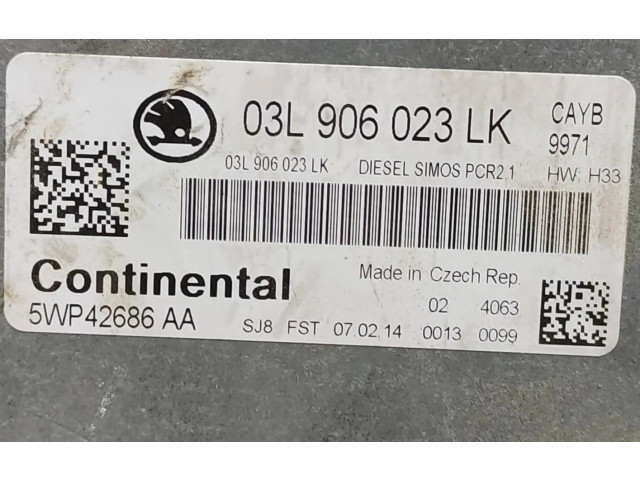 03L 906 023 LK CAYB
9971
03L 906 023 LK DIESEL SIMOS PCR2.1 HW H33
Continental Made in Czech Rep.
02 4063
5WP42686 AA SJ8 FST 07.02.14 0013 0099